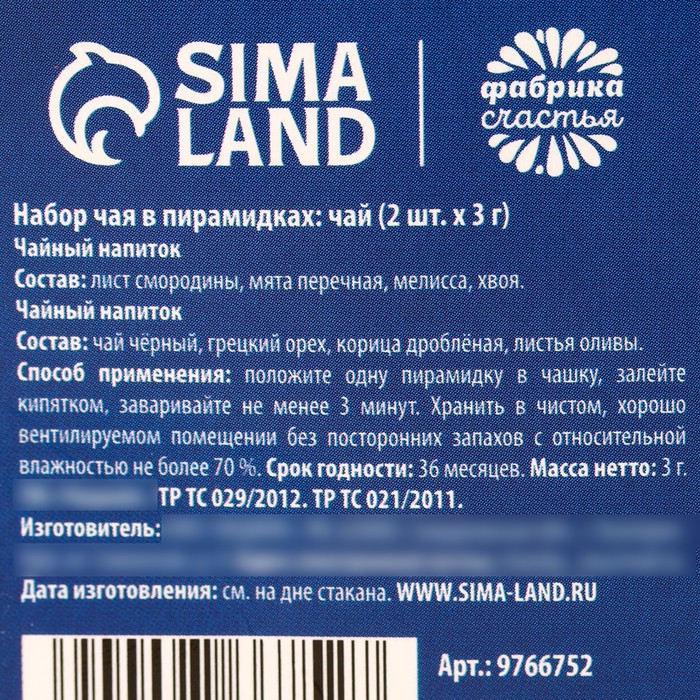 SIMA
LAND
фабрика
счастья
Набор чая в пирамидках: чай (2 шт. х 3 г)
Чайный напиток
Состав: лист смородины, мята перечная, мелисса, хвоя.
Чайный напиток
Состав: чай чёрный, грецкий орех, корица дроблёная, листья оливы.
Способ применения: положите одну пирамидку в чашку, залейте
кипятком, заваривайте не менее 3 минут. Хранить в чистом, хорошо
вентилируемом помещении без посторонних запахов с относительной
влажностью не более 70 %. Срок годности: 36 месяцев. Масса нетто: 3 г.
ТР ТС 029/2012. ТР ТС 021/2011.
Изготовитель:
Дата изготовления: см. на дне стакана. WWW.SIMA-LAND.RU
Арт.: 9766752